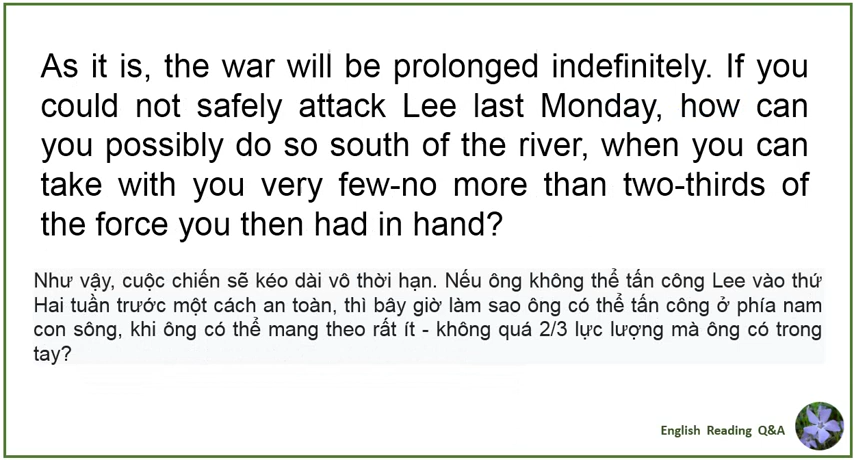 As it is, the war will be prolonged indefinitely. If you
could not safely attack Lee last Monday, how can
you possibly do so south of the river, when you can
take with you very few-no more than two-thirds of
the force you then had in hand?
Như vậy, cuộc chiến sẽ kéo dài vô thời hạn. Nếu ông không thể tấn công Lee vào thứ
Hai tuần trước một cách an toàn, thì bây giờ làm sao ông có thể tấn công ở phía nam
con sông, khi ông có thể mang theo rất ít - không quá 2/3 lực lượng mà ông có trong
tay?
English Reading Q&A